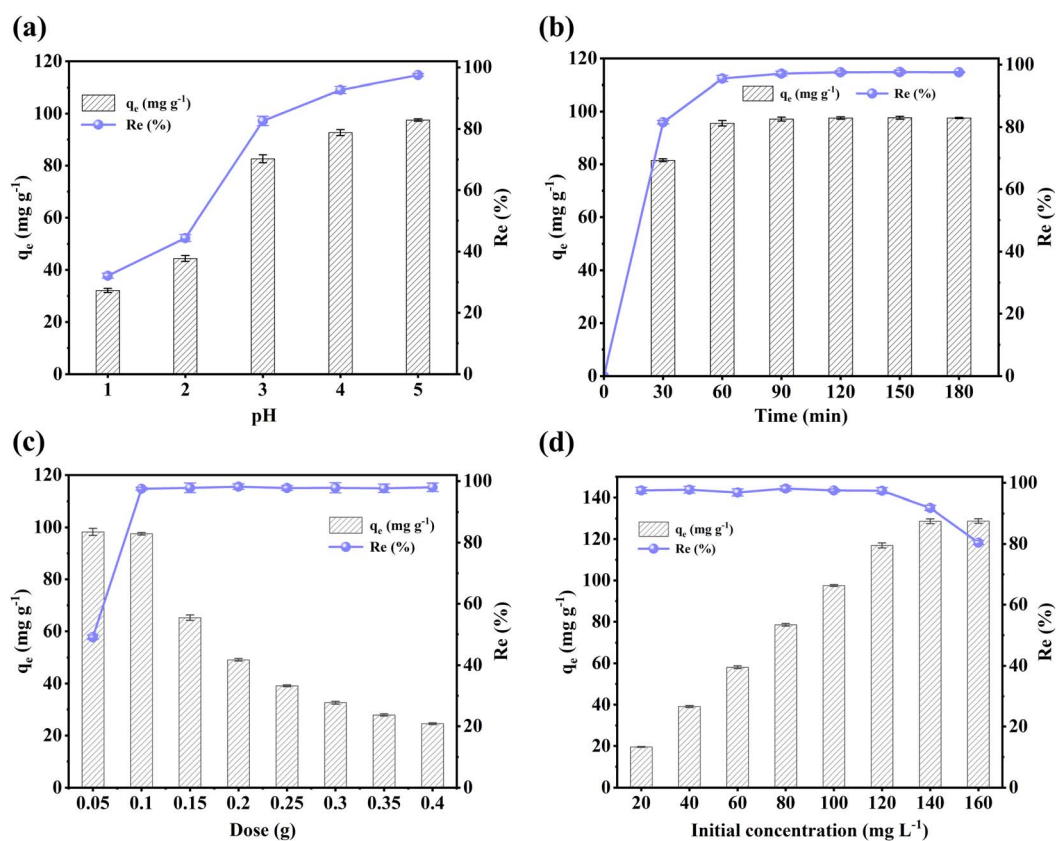 (a)
120
100
80
60
40
20
0
qₑ (mg g⁻¹)
qₑ (mg g⁻¹)
Re (%)
100
80
60
40
20
0
Re (%)
1 2 3 4 5
pH
(b)
120
100
80
60
40
20
0
qₑ (mg g⁻¹)
qₑ (mg g⁻¹) Re (%)
100
80
60
40
20
0
Re (%)
0 30 60 90 120 150 180
Time (min)
(c)
120
100
80
60
40
20
0
qₑ (mg g⁻¹)
qₑ (mg g⁻¹)
Re (%)
100
80
60
40
20
0
Re (%)
0.05 0.1 0.15 0.2 0.25 0.3 0.35 0.4
Dose (g)
(d)
140
120
100
80
60
40
20
0
qₑ (mg g⁻¹)
qₑ (mg g⁻¹)
Re (%)
100
80
60
40
20
0
Re (%)
20 40 60 80 100 120 140 160
Initial concentration (mg L⁻¹)